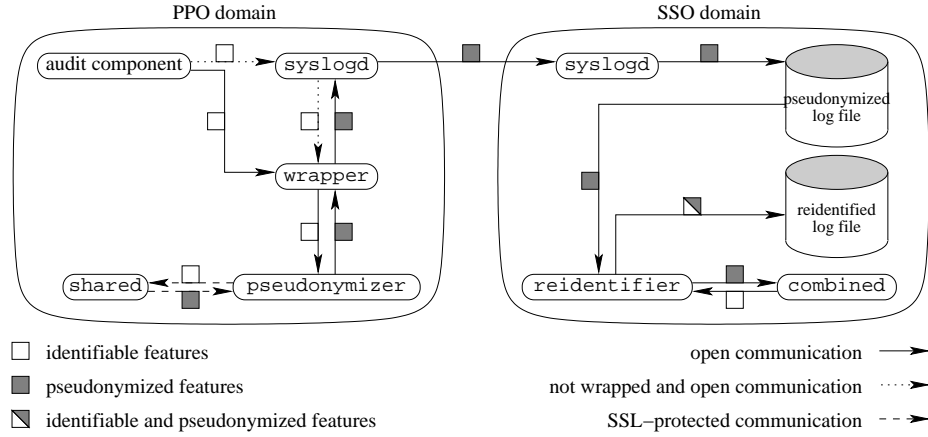 PPO domain
SSO domain
audit component
syslogd
syslogd
pseudonymized
log file
wrapper
reidentified
log file
shared
pseudonymizer
reidentifier
combined
identifiable features
open communication
pseudonymized features
not wrapped and open communication
identifiable and pseudonymized features
SSL-protected communication